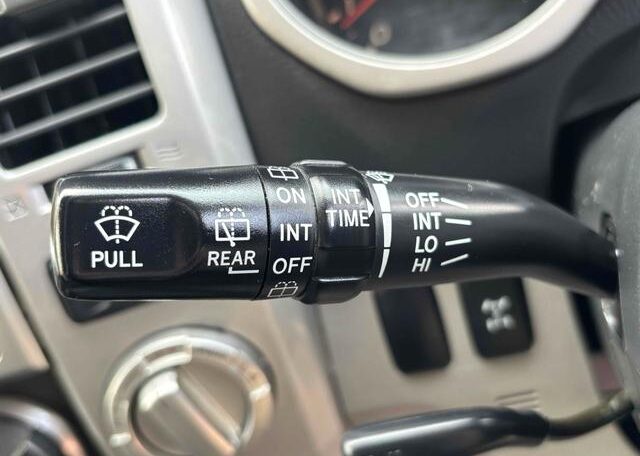 PULL
REAR
ON
INT
OFF
INT
TIME
OFF
INT
LO
HI